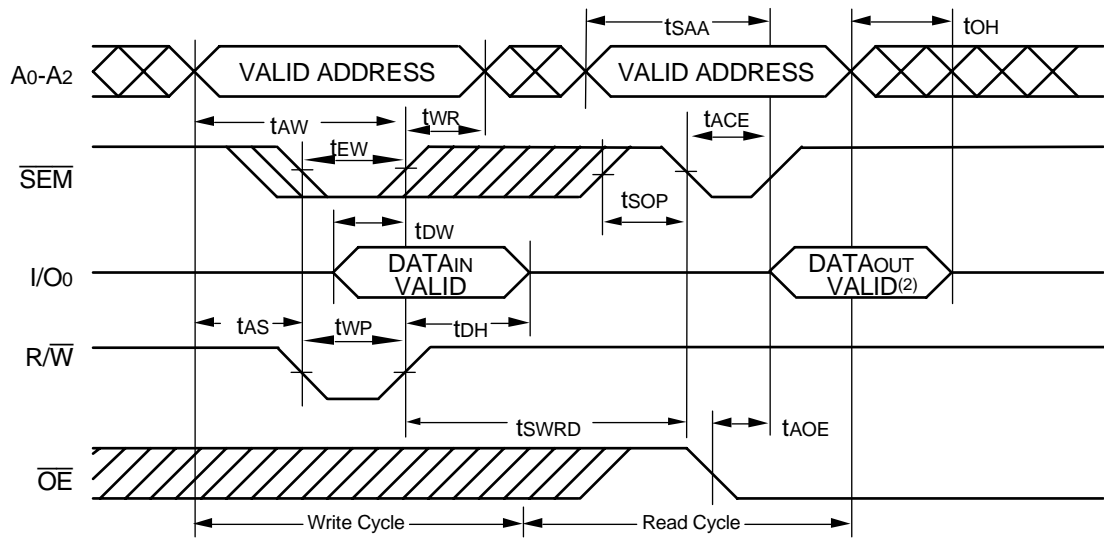 tSAA
tOH
A0-A2
VALID ADDRESS
VALID ADDRESS
tAW
tWR
tACE
tEW
SEM
tSOP
tDW
I/O0
DATAIN
VALID
DATAOUT
VALID(2)
tAS
tWP
tDH
R/W
tSWRD
tAOE
OE
Write Cycle
Read Cycle